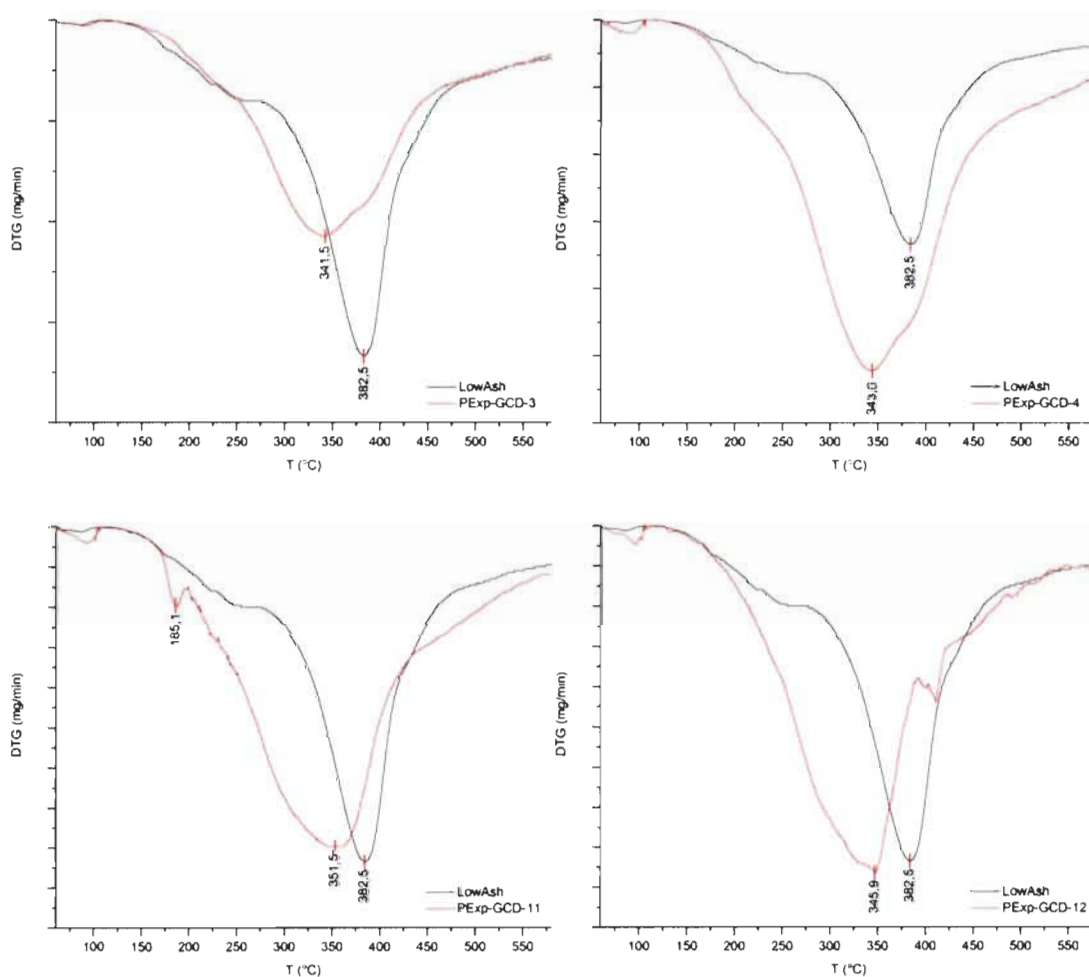 DTG (mg/min)
341,5
382,5
LowAsh
PExp-GCD-3
100 150 200 250 300 350 400 450 500 550
T (°C)
DTG (mg/min)
382,5
LowAsh
PExp-GCD-4
100 150 200 250 300 350 400 450 500 550
T (°C)
DTG (mg/min)
185,1
351,5
382,5
LowAsh
PExp-GCD-11
100 150 200 250 300 350 400 450 500 550
T (°C)
DTG (mg/min)
345,9
382,5
LowAsh
PExp-GCD-12
100 150 200 250 300 350 400 450 500 550
T (°C)